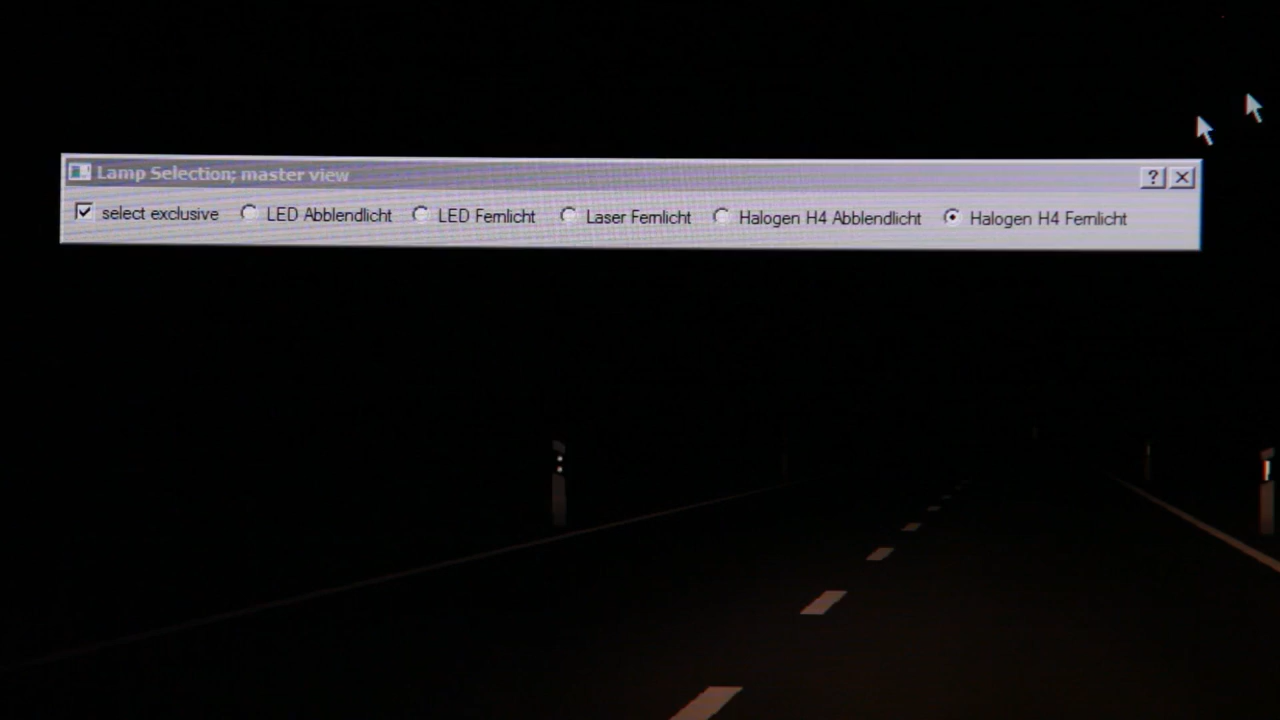 Lamp Selection; master view
? X
select exclusive LED Abblendlicht LED Fernlicht Laser Fernlicht Halogen H4 Abblendlicht Halogen H4 Fernlicht